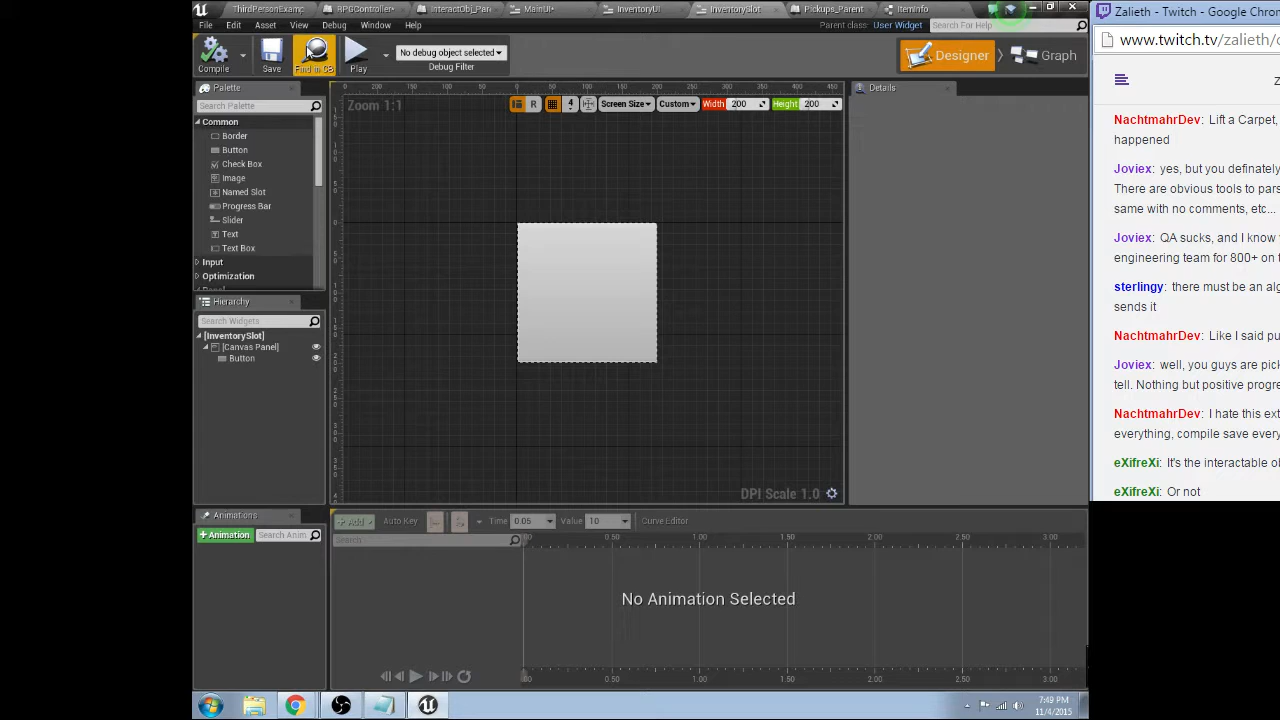 ThirdPersonExamp
RPGController•
InteractObj_Par
MainUI•
InventoryUI
InventorySlot
Pickups_Parent
ItemInfo
File Edit Asset View Debug Window Help
Parent class: User Widget
Search For Help
Compile
Save
Find in CB
Play
No debug object selected
Debug Filter
Designer
Graph
Palette
Search Palette
Common
Border
Button
Check Box
Image
Named Slot
Progress Bar
Slider
Text
Text Box
Input
Optimization
Hierarchy
Search Widgets
[InventorySlot]
[Canvas Panel]
Button
Zoom 1:1
R
4
Screen Size
Custom
Width 200
Height 200
DPI Scale 1.0
Details
Animations
+Animation
Search Anim
+Add
Auto Key
Time 0.05
Value 10
Curve Editor
Search
0.50 1.00 1.50 2.00 2.50 3.00
No Animation Selected
0.50 1.00 1.50 2.00 2.50 3.00
7:49 PM
11/4/2015
Zalieth - Twitch - Google Chro
www.twitch.tv/zalieth/
Z
NachtmahrDev: Lift a Carpet,
happened
Joviex: yes, but you definately
There are obvious tools to pars
same with no comments, etc...
Joviex: QA sucks, and I know
engineering team for 800+ on
sterlingy: there must be an alg
sends it
NachtmahrDev: Like I said pu
Joviex: well, you guys are pick
tell. Nothing but positive progre
NachtmahrDev: I hate this ext
everything, compile save every
eXifreXi: It's the interactable ob
eXifreXi: Or not